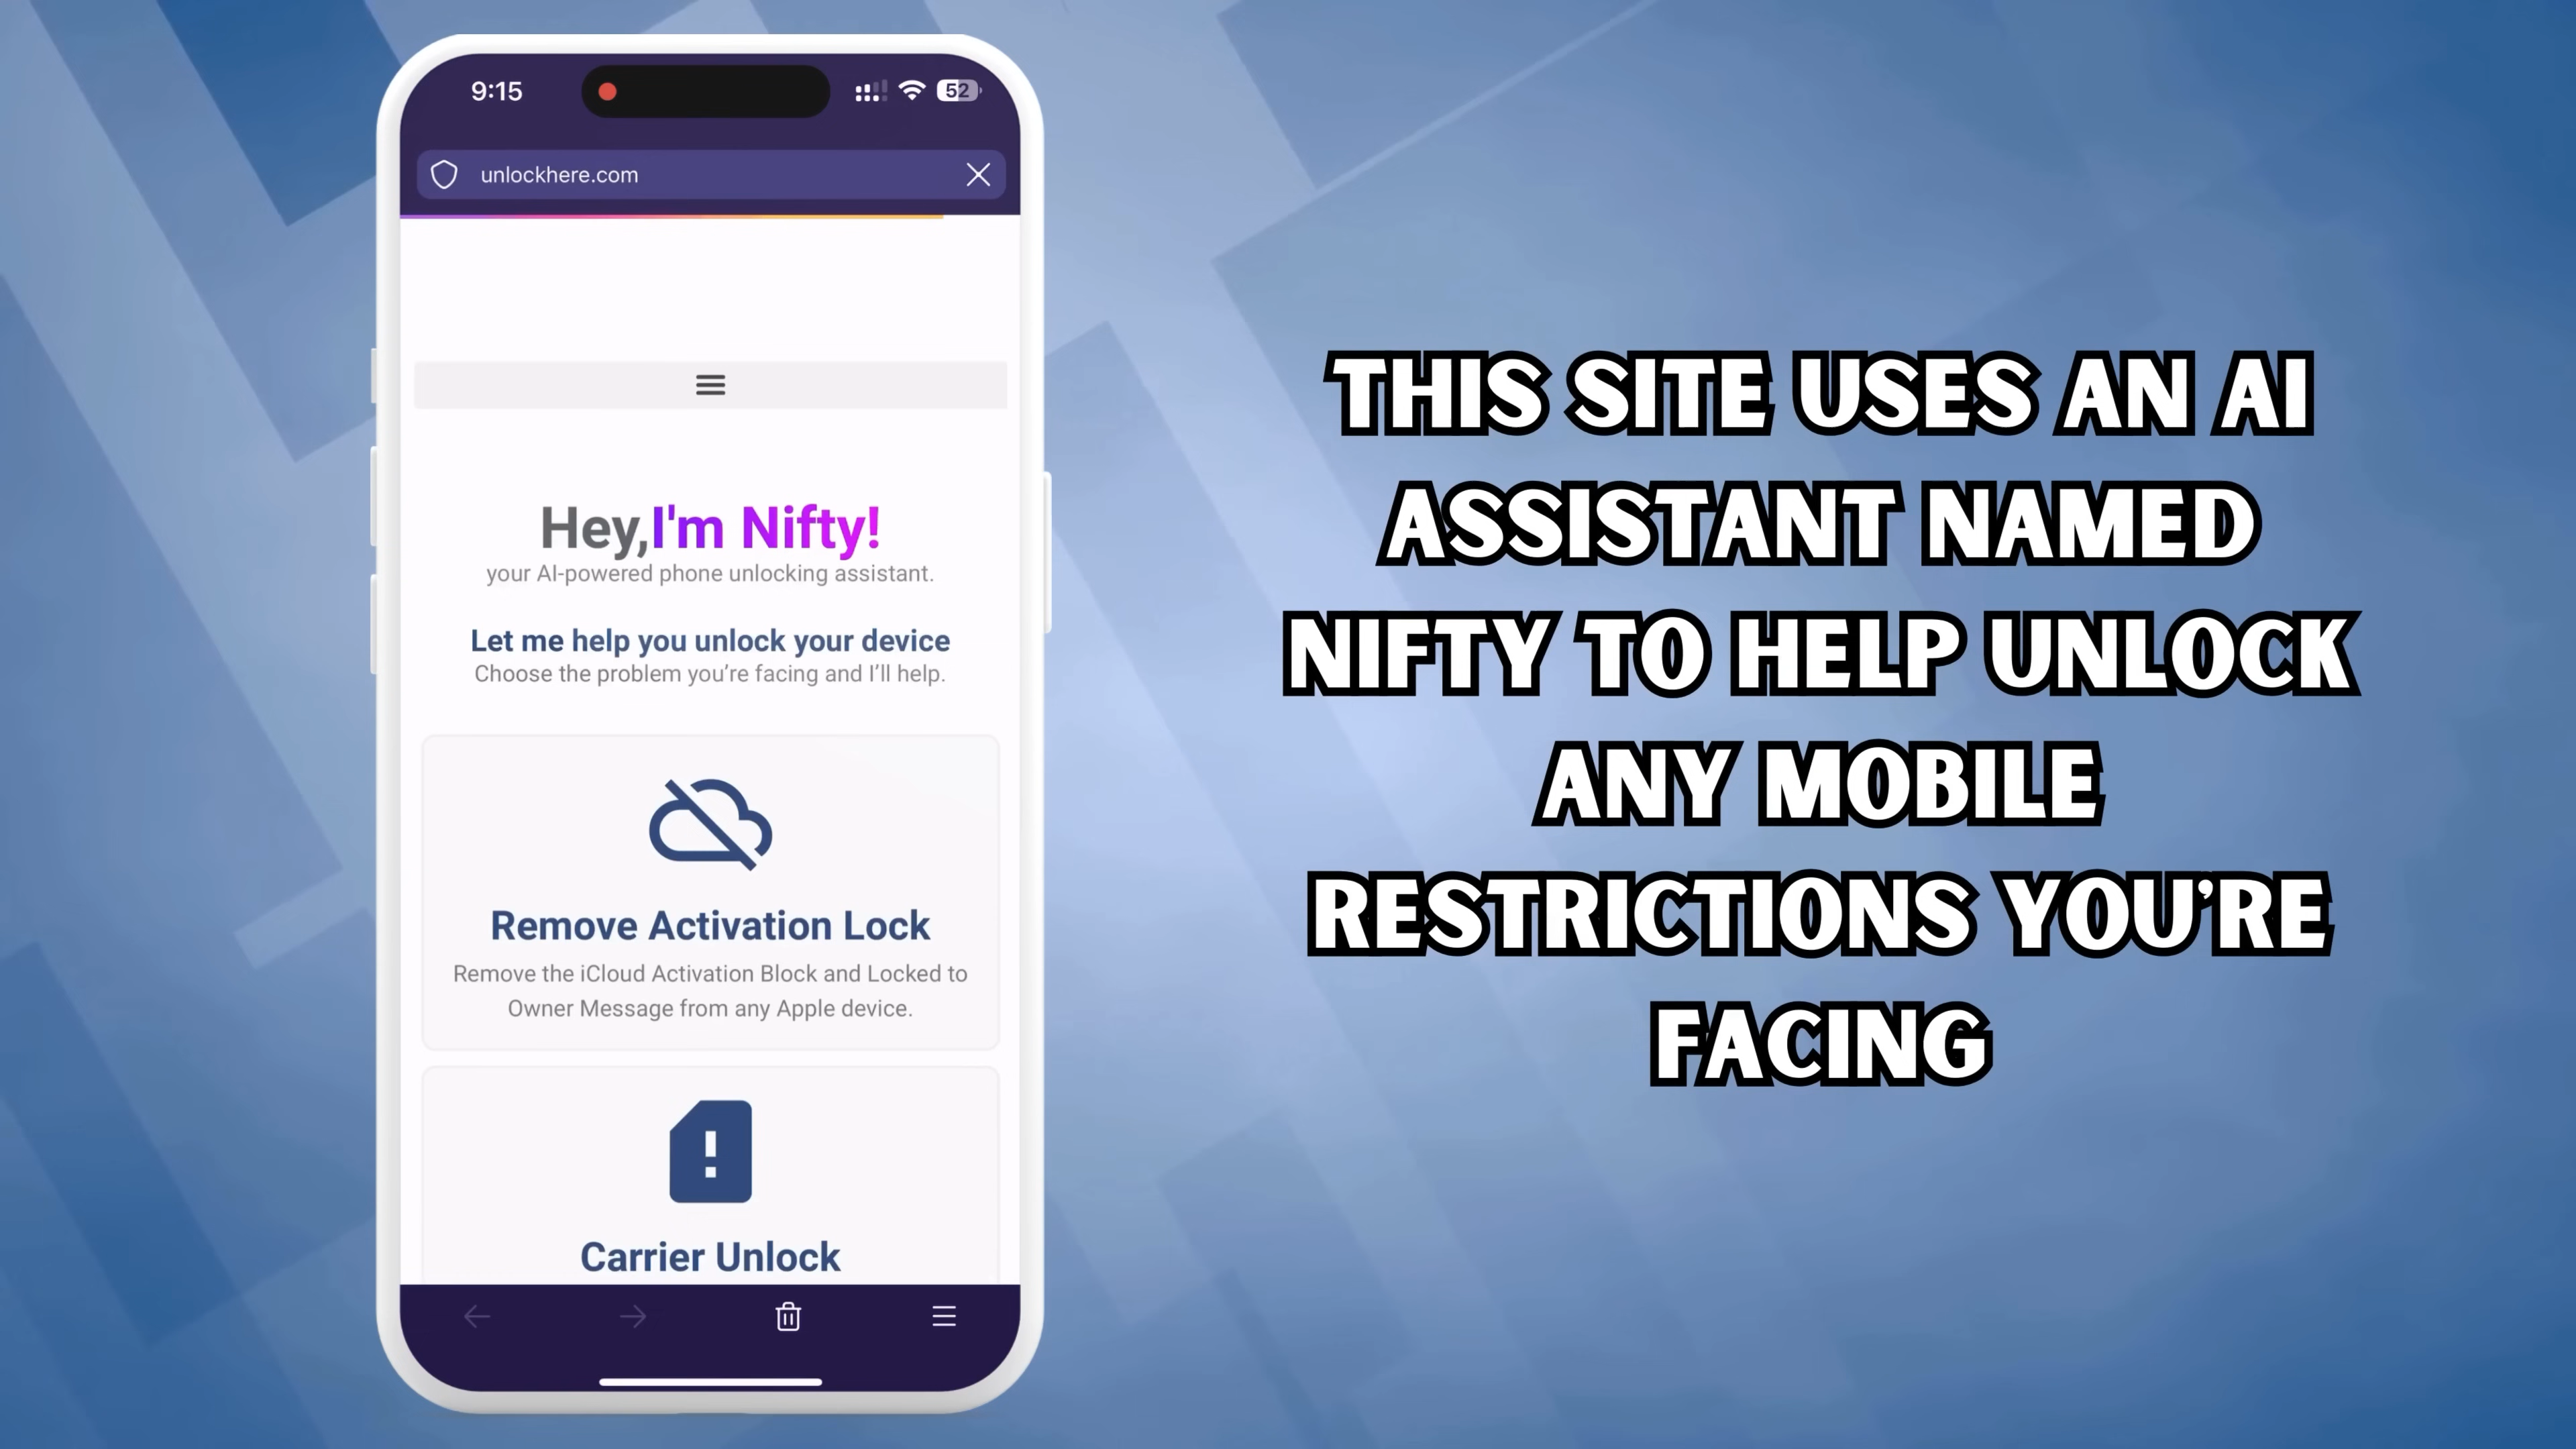 9:15
52
unlockhere.com
Hey,I'm Nifty!
your AI-powered phone unlocking assistant.
Let me help you unlock your device
Choose the problem you're facing and I'll help.
Remove Activation Lock
Remove the iCloud Activation Block and Locked to
Owner Message from any Apple device.
Carrier Unlock
THIS SITE USES AN AI
ASSISTANT NAMED
NIFTY TO HELP UNLOCK
ANY MOBILE
RESTRICTIONS YOU'RE
FACING